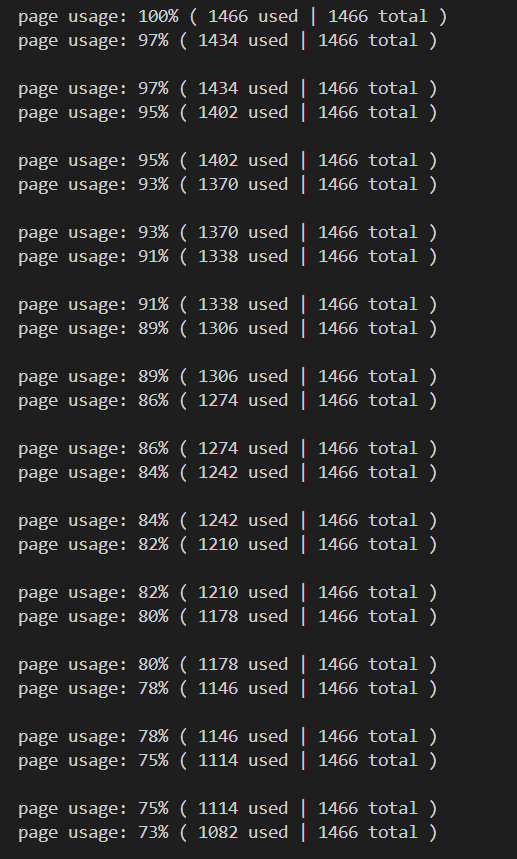 page usage: 100% ( 1466 used | 1466 total )
page usage: 97% ( 1434 used | 1466 total )
page usage: 97% ( 1434 used | 1466 total )
page usage: 95% ( 1402 used | 1466 total )
page usage: 95% ( 1402 used | 1466 total )
page usage: 93% ( 1370 used | 1466 total )
page usage: 93% ( 1370 used | 1466 total )
page usage: 91% ( 1338 used | 1466 total )
page usage: 91% ( 1338 used | 1466 total )
page usage: 89% ( 1306 used | 1466 total )
page usage: 89% ( 1306 used | 1466 total )
page usage: 86% ( 1274 used | 1466 total )
page usage: 86% ( 1274 used | 1466 total )
page usage: 84% ( 1242 used | 1466 total )
page usage: 84% ( 1242 used | 1466 total )
page usage: 82% ( 1210 used | 1466 total )
page usage: 82% ( 1210 used | 1466 total )
page usage: 80% ( 1178 used | 1466 total )
page usage: 80% ( 1178 used | 1466 total )
page usage: 78% ( 1146 used | 1466 total )
page usage: 78% ( 1146 used | 1466 total )
page usage: 75% ( 1114 used | 1466 total )
page usage: 75% ( 1114 used | 1466 total )
page usage: 73% ( 1082 used | 1466 total )